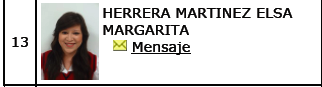 13
HERRERA MARTINEZ ELSA
MARGARITA
Mensaje